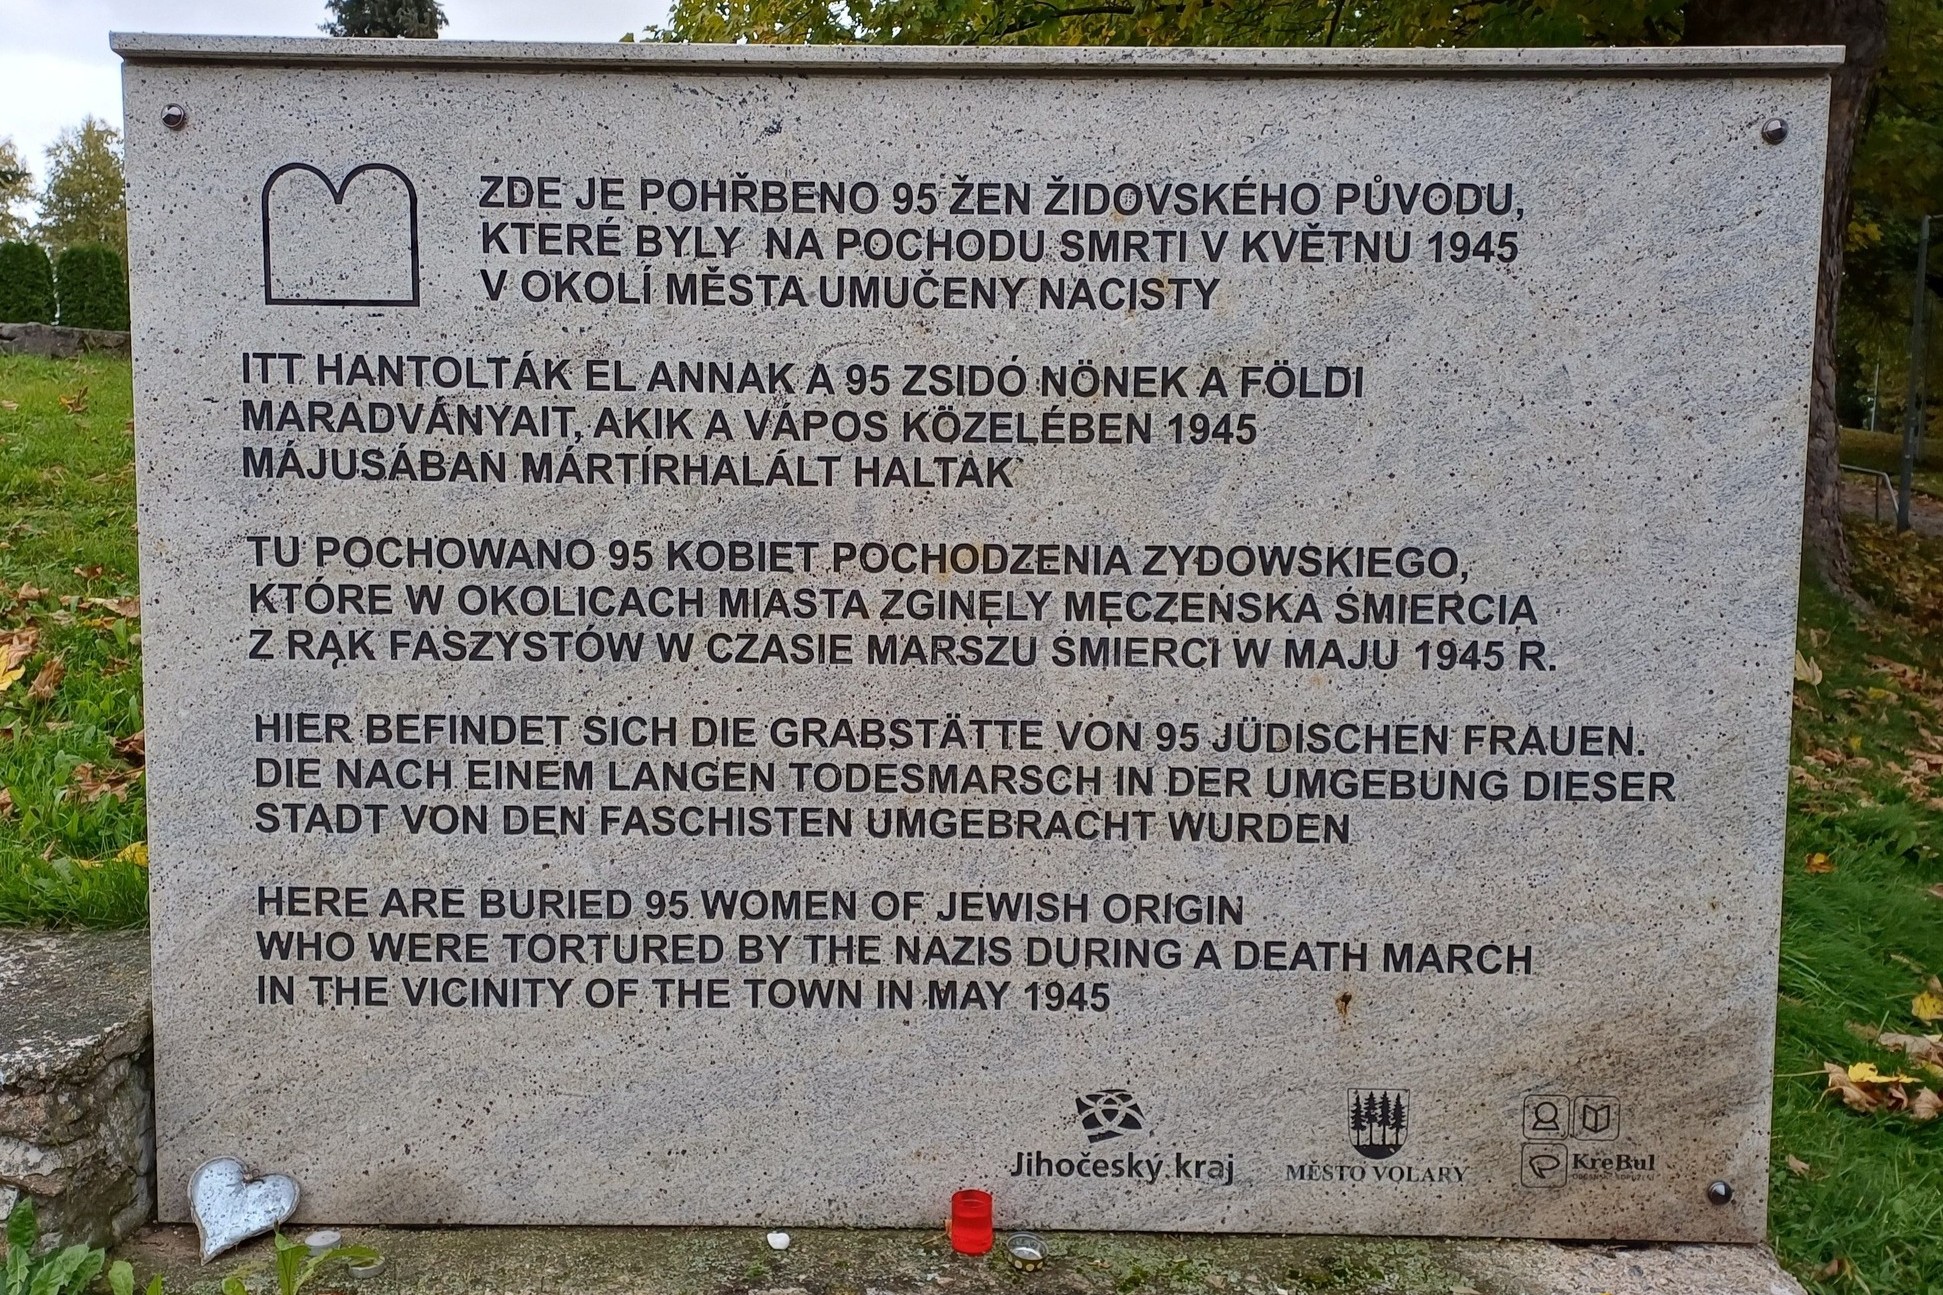 ZDE JE POHŘBENO 95 ŽEN ŽIDOVSKÉHO PŮVODU,
KTERÉ BYLY NA POCHODU SMRTI V KVĚTNU 1945
V OKOLÍ MĚSTA UMUČENY NACISTY
ITT HANTOLTÁK EL ANNAK A 95 ZSIDÓ NÖNEK A FÖLDI
MARADVÁNYAIT, AKIK A VÁPOS KÖZELÉBEN 1945
MÁJUSÁBAN MÁRTÍRHALÁLT HALTAK
TU POCHOWANO 95 KOBIET POCHODZENIA ZYDOWSKIEGO,
KTÓRE W OKOLICACH MIASTA ZGINĘLY MĘCZEŃSKA ŚMIERCIA
Z RĄK FASZYSTÓW W CZASIE MARSZU ŚMIERCI W MAJU 1945 R.
HIER BEFINDET SICH DIE GRABSTÄTTE VON 95 JÜDISCHEN FRAUEN.
DIE NACH EINEM LANGEN TODESMARSCH IN DER UMGEBUNG DIESER
STADT VON DEN FASCHISTEN UMGEBRACHT WURDEN
HERE ARE BURIED 95 WOMEN OF JEWISH ORIGIN
WHO WERE TORTURED BY THE NAZIS DURING A DEATH MARCH
IN THE VICINITY OF THE TOWN IN MAY 1945
Jihočeský kraj
MĚSTO VOLARY
KreBul